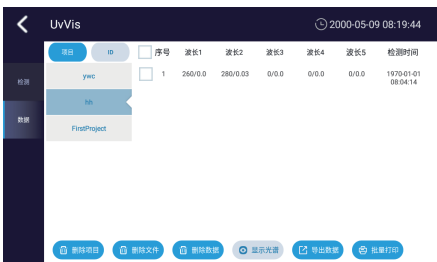 UvVis 2000-05-09 08:19:44
项目 ID 序号 波长1 波长2 波长3 波长4 波长5 检测时间
检测 ywc 1 260/0.0 280/0.03 0/0.0 0/0.0 0/0.0 1970-01-01
08:04:14
hh
数据
FirstProject
删除项目 删除文件 删除数据 显示光谱 导出数据 批量打印